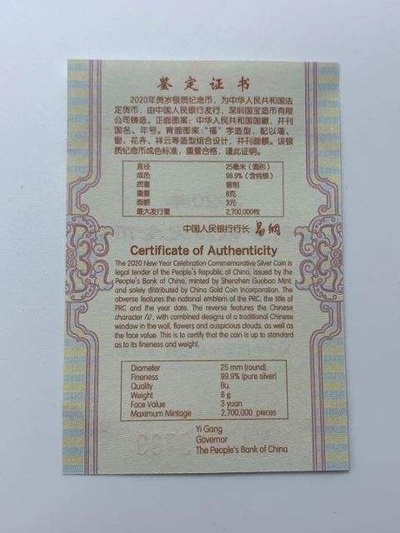 鉴定证书
2020年贺岁银质纪念币，为中华人民共和国法
定货币，由中国人民银行发行，深圳国宝造币有限
公司铸造。正面图案：中华人民共和国国徽，并刊
国名、年号。背面图案："福"字造型，配以墙、
窗、花卉、祥云等造型组合设计，并刊面额。该银
质纪念币成色标准，重量合格，谨此证明。
直径 25毫米（圆形）
成色 99.9%（含纯银）
质量 普制
重量 8克
面额 3元
最大发行量 2,700,000枚
中国人民银行行长 易纲
Certificate of Authenticity
The 2020 New Year Celebration Commemorative Silver Coin is
legal tender of the People's Republic of China, issued by the
People's Bank of China, minted by Shenzhen Guobao Mint,
and solely distributed by China Gold Coin Incorporation. The
obverse features the national emblem of the PRC, the title of
PRC and the year date. The reverse features the Chinese
character fú, with combined designs of a traditional Chinese
window in the wall, flowers and auspicious clouds, as well as
the face value. This is to certify that the coin is up to standard
as to its fineness and weight.
Diameter 25 mm (round)
Fineness 99.9% (pure silver)
Quality Bu.
Weight 8 g
Face Value 3 yuan
Maximum Mintage 2,700,000 pieces
Yi Gang
Governor
The People's Bank of China